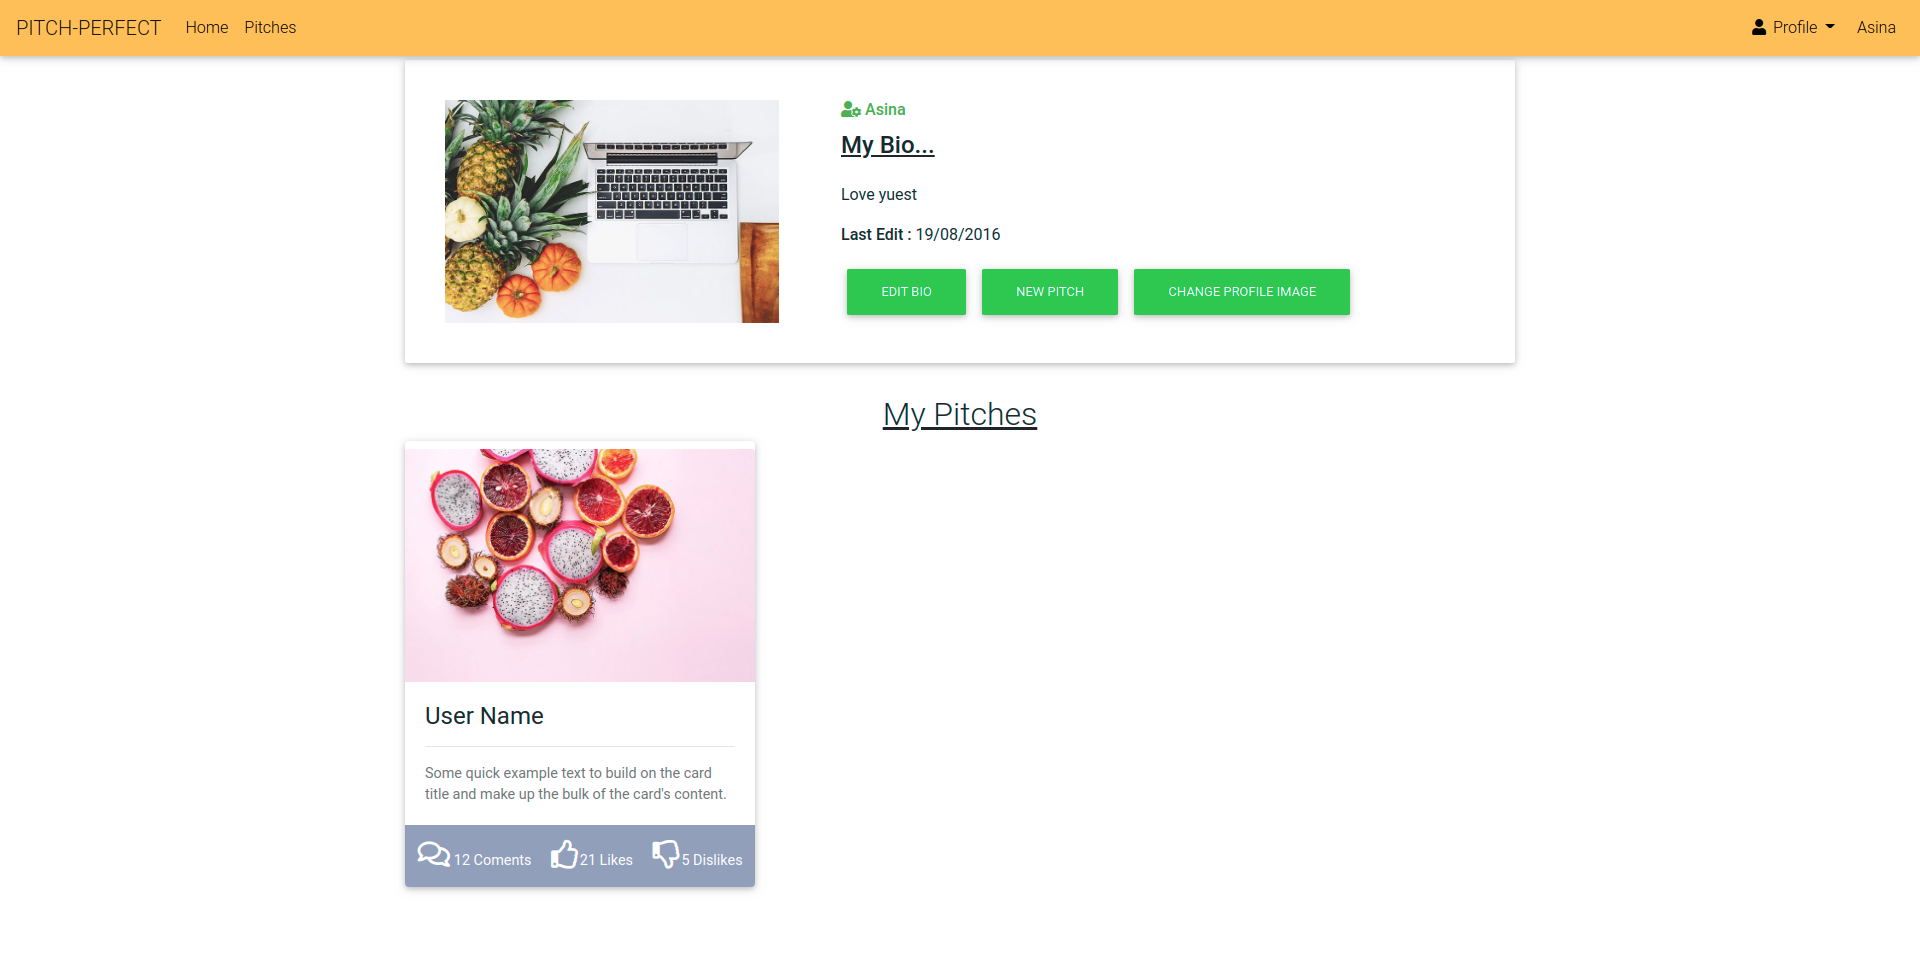 PITCH-PERFECT Home Pitches Profile Asina
Asina
My Bio...
Love yuest
Last Edit : 19/08/2016
EDIT BIO NEW PITCH CHANGE PROFILE IMAGE
My Pitches
User Name
Some quick example text to build on the card
title and make up the bulk of the card's content.
12 Coments 21 Likes 5 Dislikes